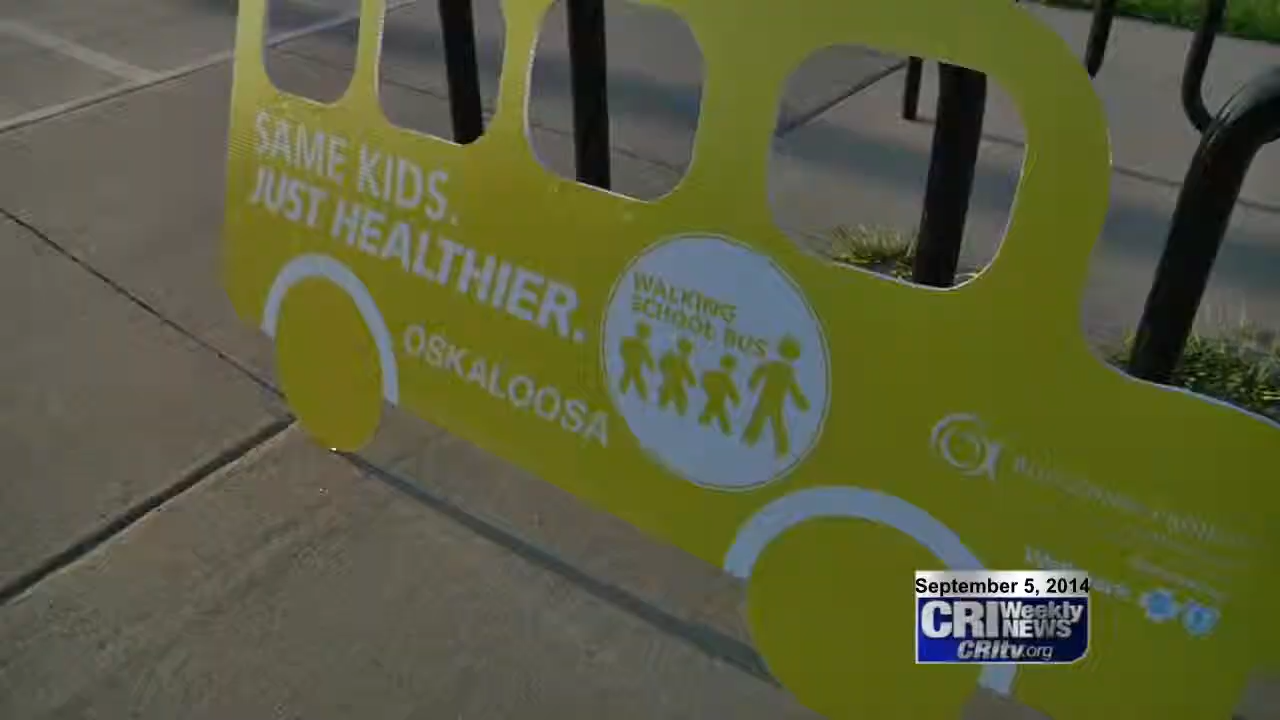 SAME KIDS.
JUST HEALTHIER.
OSKALOOSA
WALKING
SCHOOL BUS
September 5, 2014
CRI Weekly
NEWS
CRItv.org